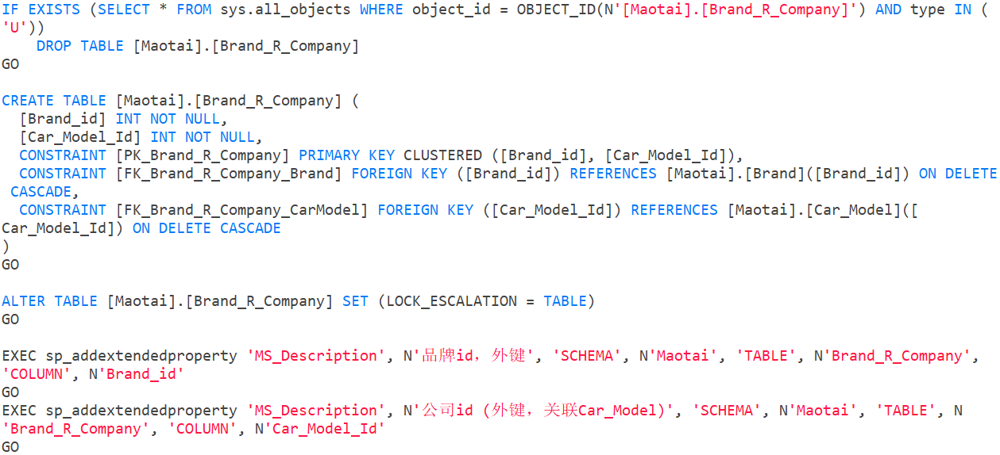 IF EXISTS (SELECT * FROM sys.all_objects WHERE object_id = OBJECT_ID(N'[Maotai].[Brand_R_Company]') AND type IN (
'U'))
    DROP TABLE [Maotai].[Brand_R_Company]
GO

CREATE TABLE [Maotai].[Brand_R_Company] (
  [Brand_id] INT NOT NULL,
  [Car_Model_Id] INT NOT NULL,
  CONSTRAINT [PK_Brand_R_Company] PRIMARY KEY CLUSTERED ([Brand_id], [Car_Model_Id]),
  CONSTRAINT [FK_Brand_R_Company_Brand] FOREIGN KEY ([Brand_id]) REFERENCES [Maotai].[Brand]([Brand_id]) ON DELETE
 CASCADE,
  CONSTRAINT [FK_Brand_R_Company_CarModel] FOREIGN KEY ([Car_Model_Id]) REFERENCES [Maotai].[Car_Model]([
Car_Model_Id]) ON DELETE CASCADE
)
GO

ALTER TABLE [Maotai].[Brand_R_Company] SET (LOCK_ESCALATION = TABLE)
GO

EXEC sp_addextendedproperty 'MS_Description', N'品牌id，外键', 'SCHEMA', N'Maotai', 'TABLE', N'Brand_R_Company',
'COLUMN', N'Brand_id'
GO
EXEC sp_addextendedproperty 'MS_Description', N'公司id (外键，关联Car_Model)', 'SCHEMA', N'Maotai', 'TABLE', N
'Brand_R_Company', 'COLUMN', N'Car_Model_Id'
GO